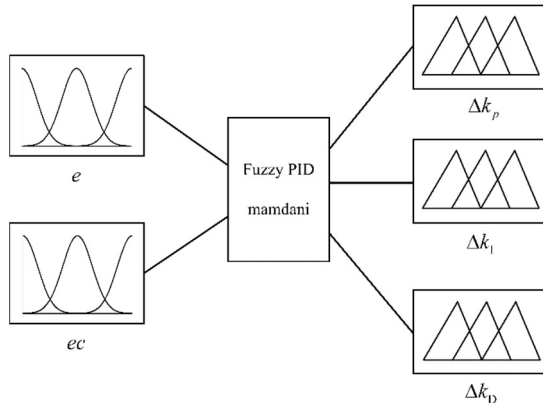 e
ec
Fuzzy PID
mamdani
Δk_p
Δk_I
Δk_D